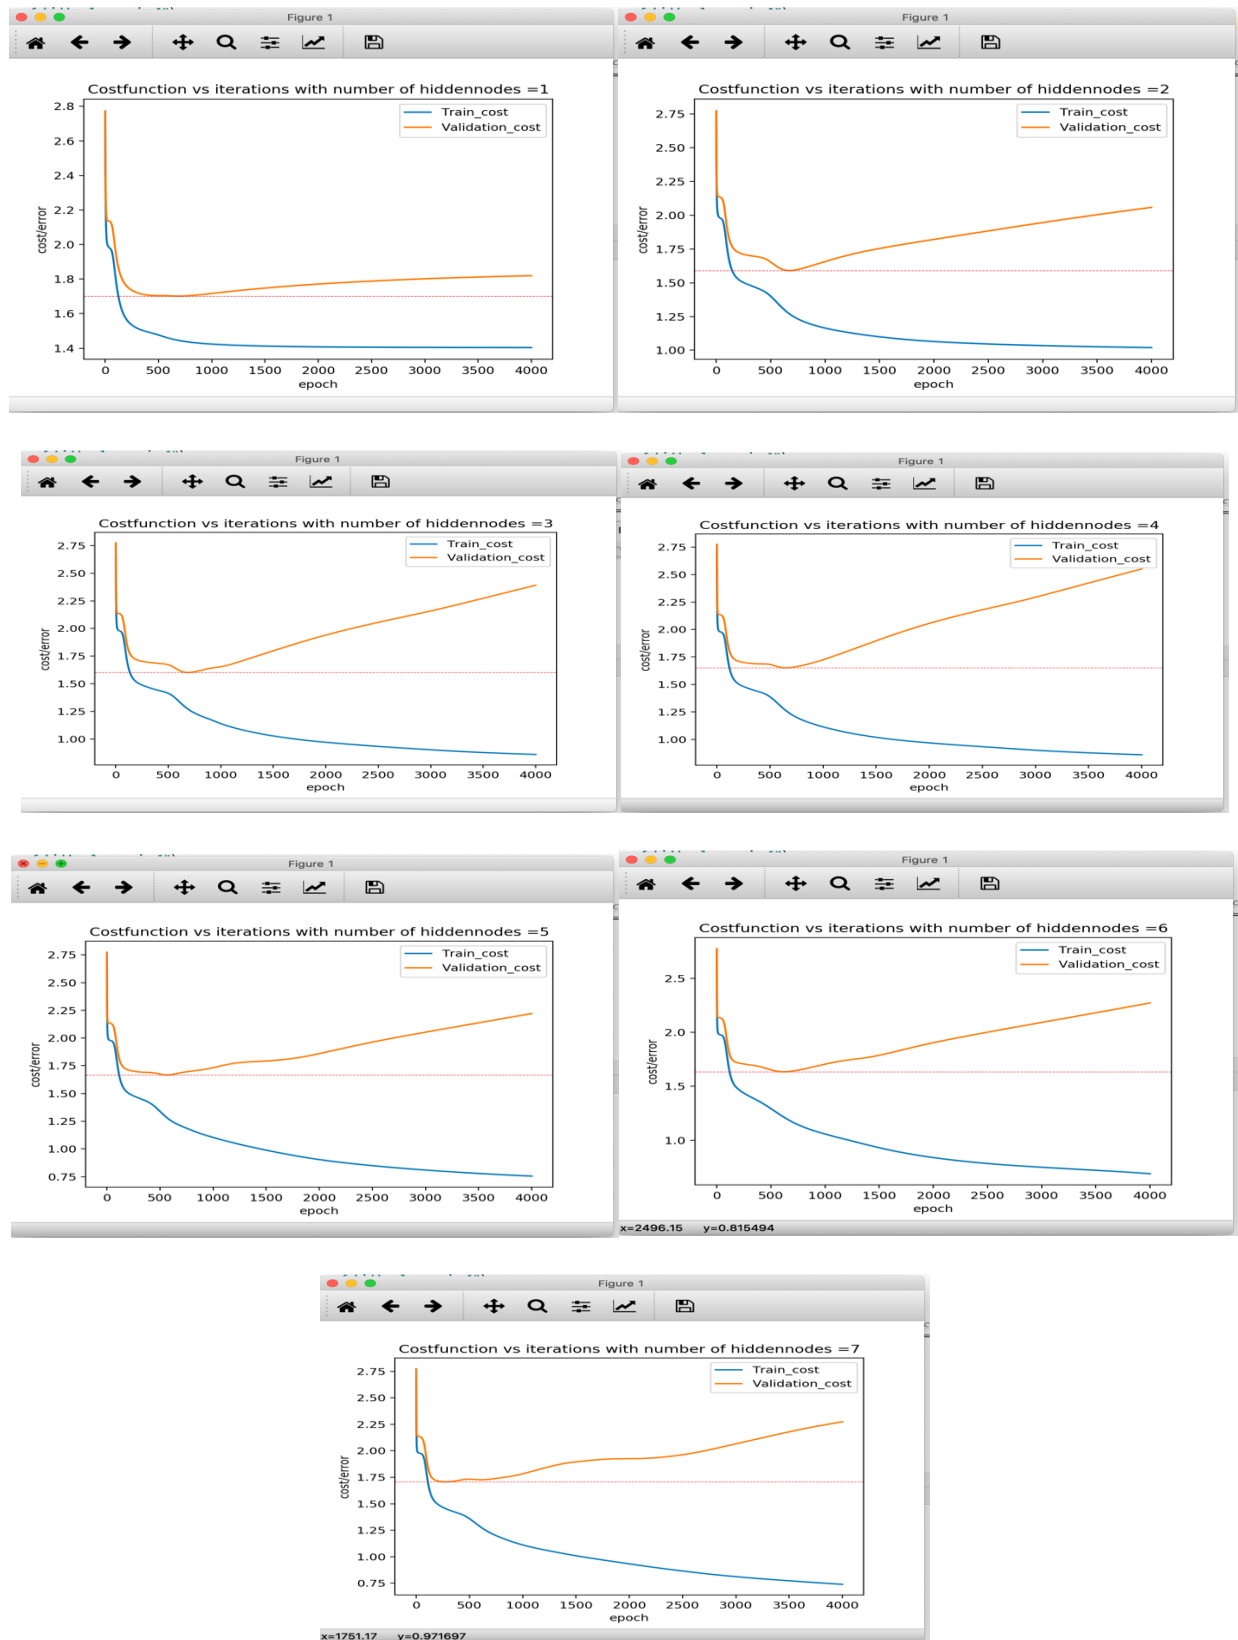 Figure 1
Costfunction vs iterations with number of hiddennodes =1
Train_cost
Validation_cost
2.8
2.6
2.4
2.2
2.0
1.8
1.6
1.4
cost/error
0 500 1000 1500 2000 2500 3000 3500 4000
epoch
Figure 1
Costfunction vs iterations with number of hiddennodes =2
Train_cost
Validation_cost
2.75
2.50
2.25
2.00
1.75
1.50
1.25
1.00
cost/error
0 500 1000 1500 2000 2500 3000 3500 4000
epoch
Figure 1
Costfunction vs iterations with number of hiddennodes =3
Train_cost
Validation_cost
2.75
2.50
2.25
2.00
1.75
1.50
1.25
1.00
cost/error
0 500 1000 1500 2000 2500 3000 3500 4000
epoch
Figure 1
Costfunction vs iterations with number of hiddennodes =4
Train_cost
Validation_cost
2.75
2.50
2.25
2.00
1.75
1.50
1.25
1.00
cost/error
0 500 1000 1500 2000 2500 3000 3500 4000
epoch
Figure 1
Costfunction vs iterations with number of hiddennodes =5
Train_cost
Validation_cost
2.75
2.50
2.25
2.00
1.75
1.50
1.25
1.00
0.75
cost/error
0 500 1000 1500 2000 2500 3000 3500 4000
epoch
Figure 1
Costfunction vs iterations with number of hiddennodes =6
Train_cost
Validation_cost
2.5
2.0
1.5
1.0
cost/error
0 500 1000 1500 2000 2500 3000 3500 4000
epoch
x=2496.15 y=0.815494
Figure 1
Costfunction vs iterations with number of hiddennodes =7
Train_cost
Validation_cost
2.75
2.50
2.25
2.00
1.75
1.50
1.25
1.00
0.75
cost/error
0 500 1000 1500 2000 2500 3000 3500 4000
epoch
x=1751.17 y=0.971697